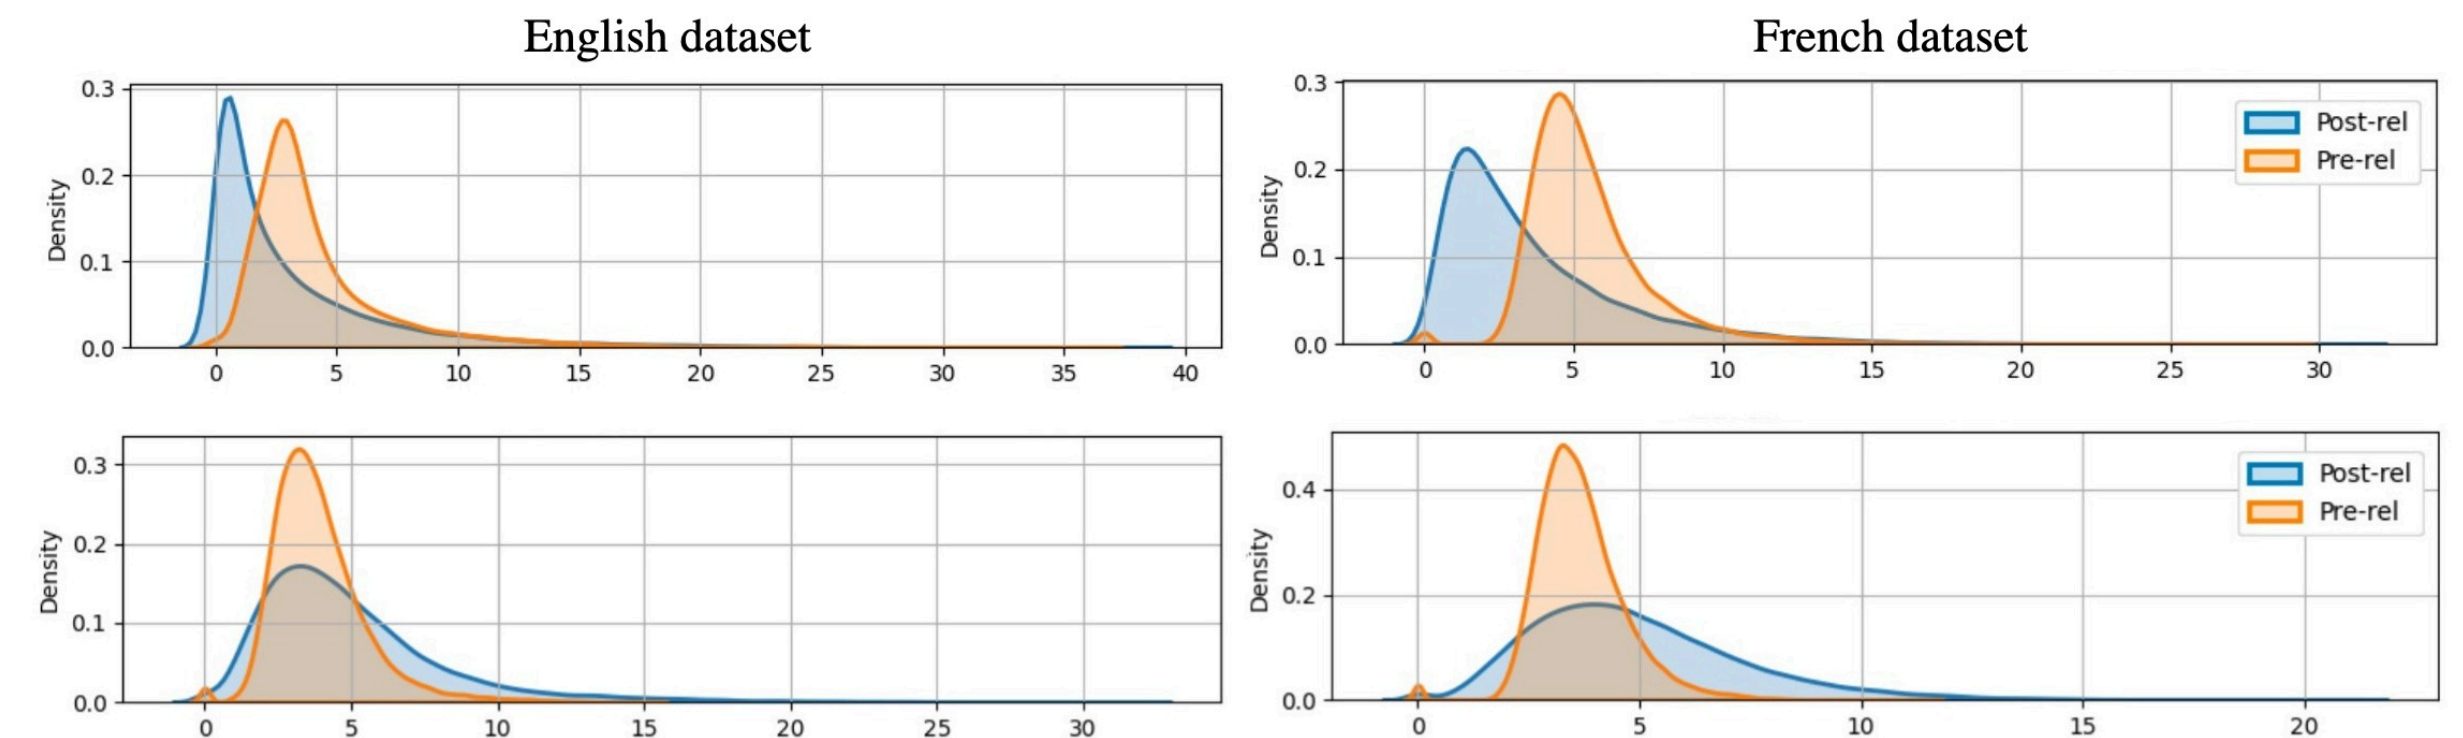 English dataset
French dataset
0.3
0.2
0.1
0.0
Density
0 5 10 15 20 25 30 35 40
0.3
0.2
0.1
0.0
Density
0 5 10 15 20 25 30
Post-rel
Pre-rel
0.3
0.2
0.1
0.0
Density
0 5 10 15 20 25 30
0.4
0.2
0.0
Density
0 5 10 15 20
Post-rel
Pre-rel